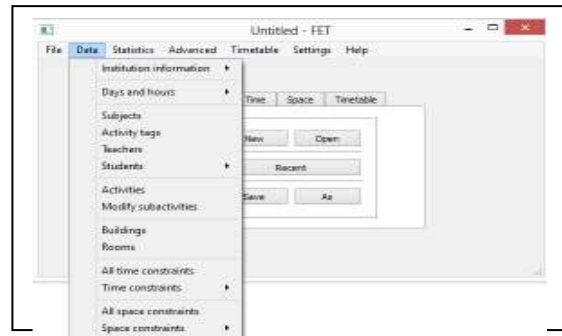 Untitled - FET
File Data Statistics Advanced Timetable Settings Help
Institution information
Days and hours
Time Space Timetable
Subjects
Activity tags
New Open
Teachers
Students
Recent
Activities
Save As
Modify subactivities
Buildings
Rooms
All time constraints
Time constraints
All space constraints
Space constraints